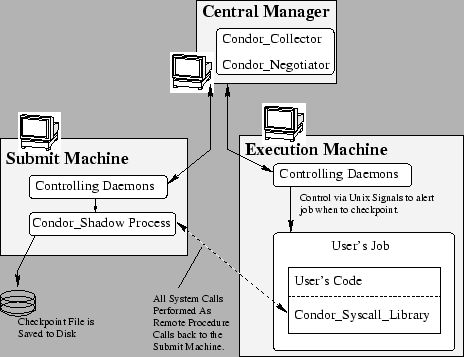 Central Manager
Condor_Collector
Condor_Negotiator
Submit Machine
Controlling Daemons
Condor_Shadow Process
Checkpoint File is
Saved to Disk
All System Calls
Performed As
Remote Procedure
Calls back to the
Submit Machine.
Execution Machine
Controlling Daemons
Control via Unix Signals to alert
job when to checkpoint.
User's Job
User's Code
Condor_Syscall_Library